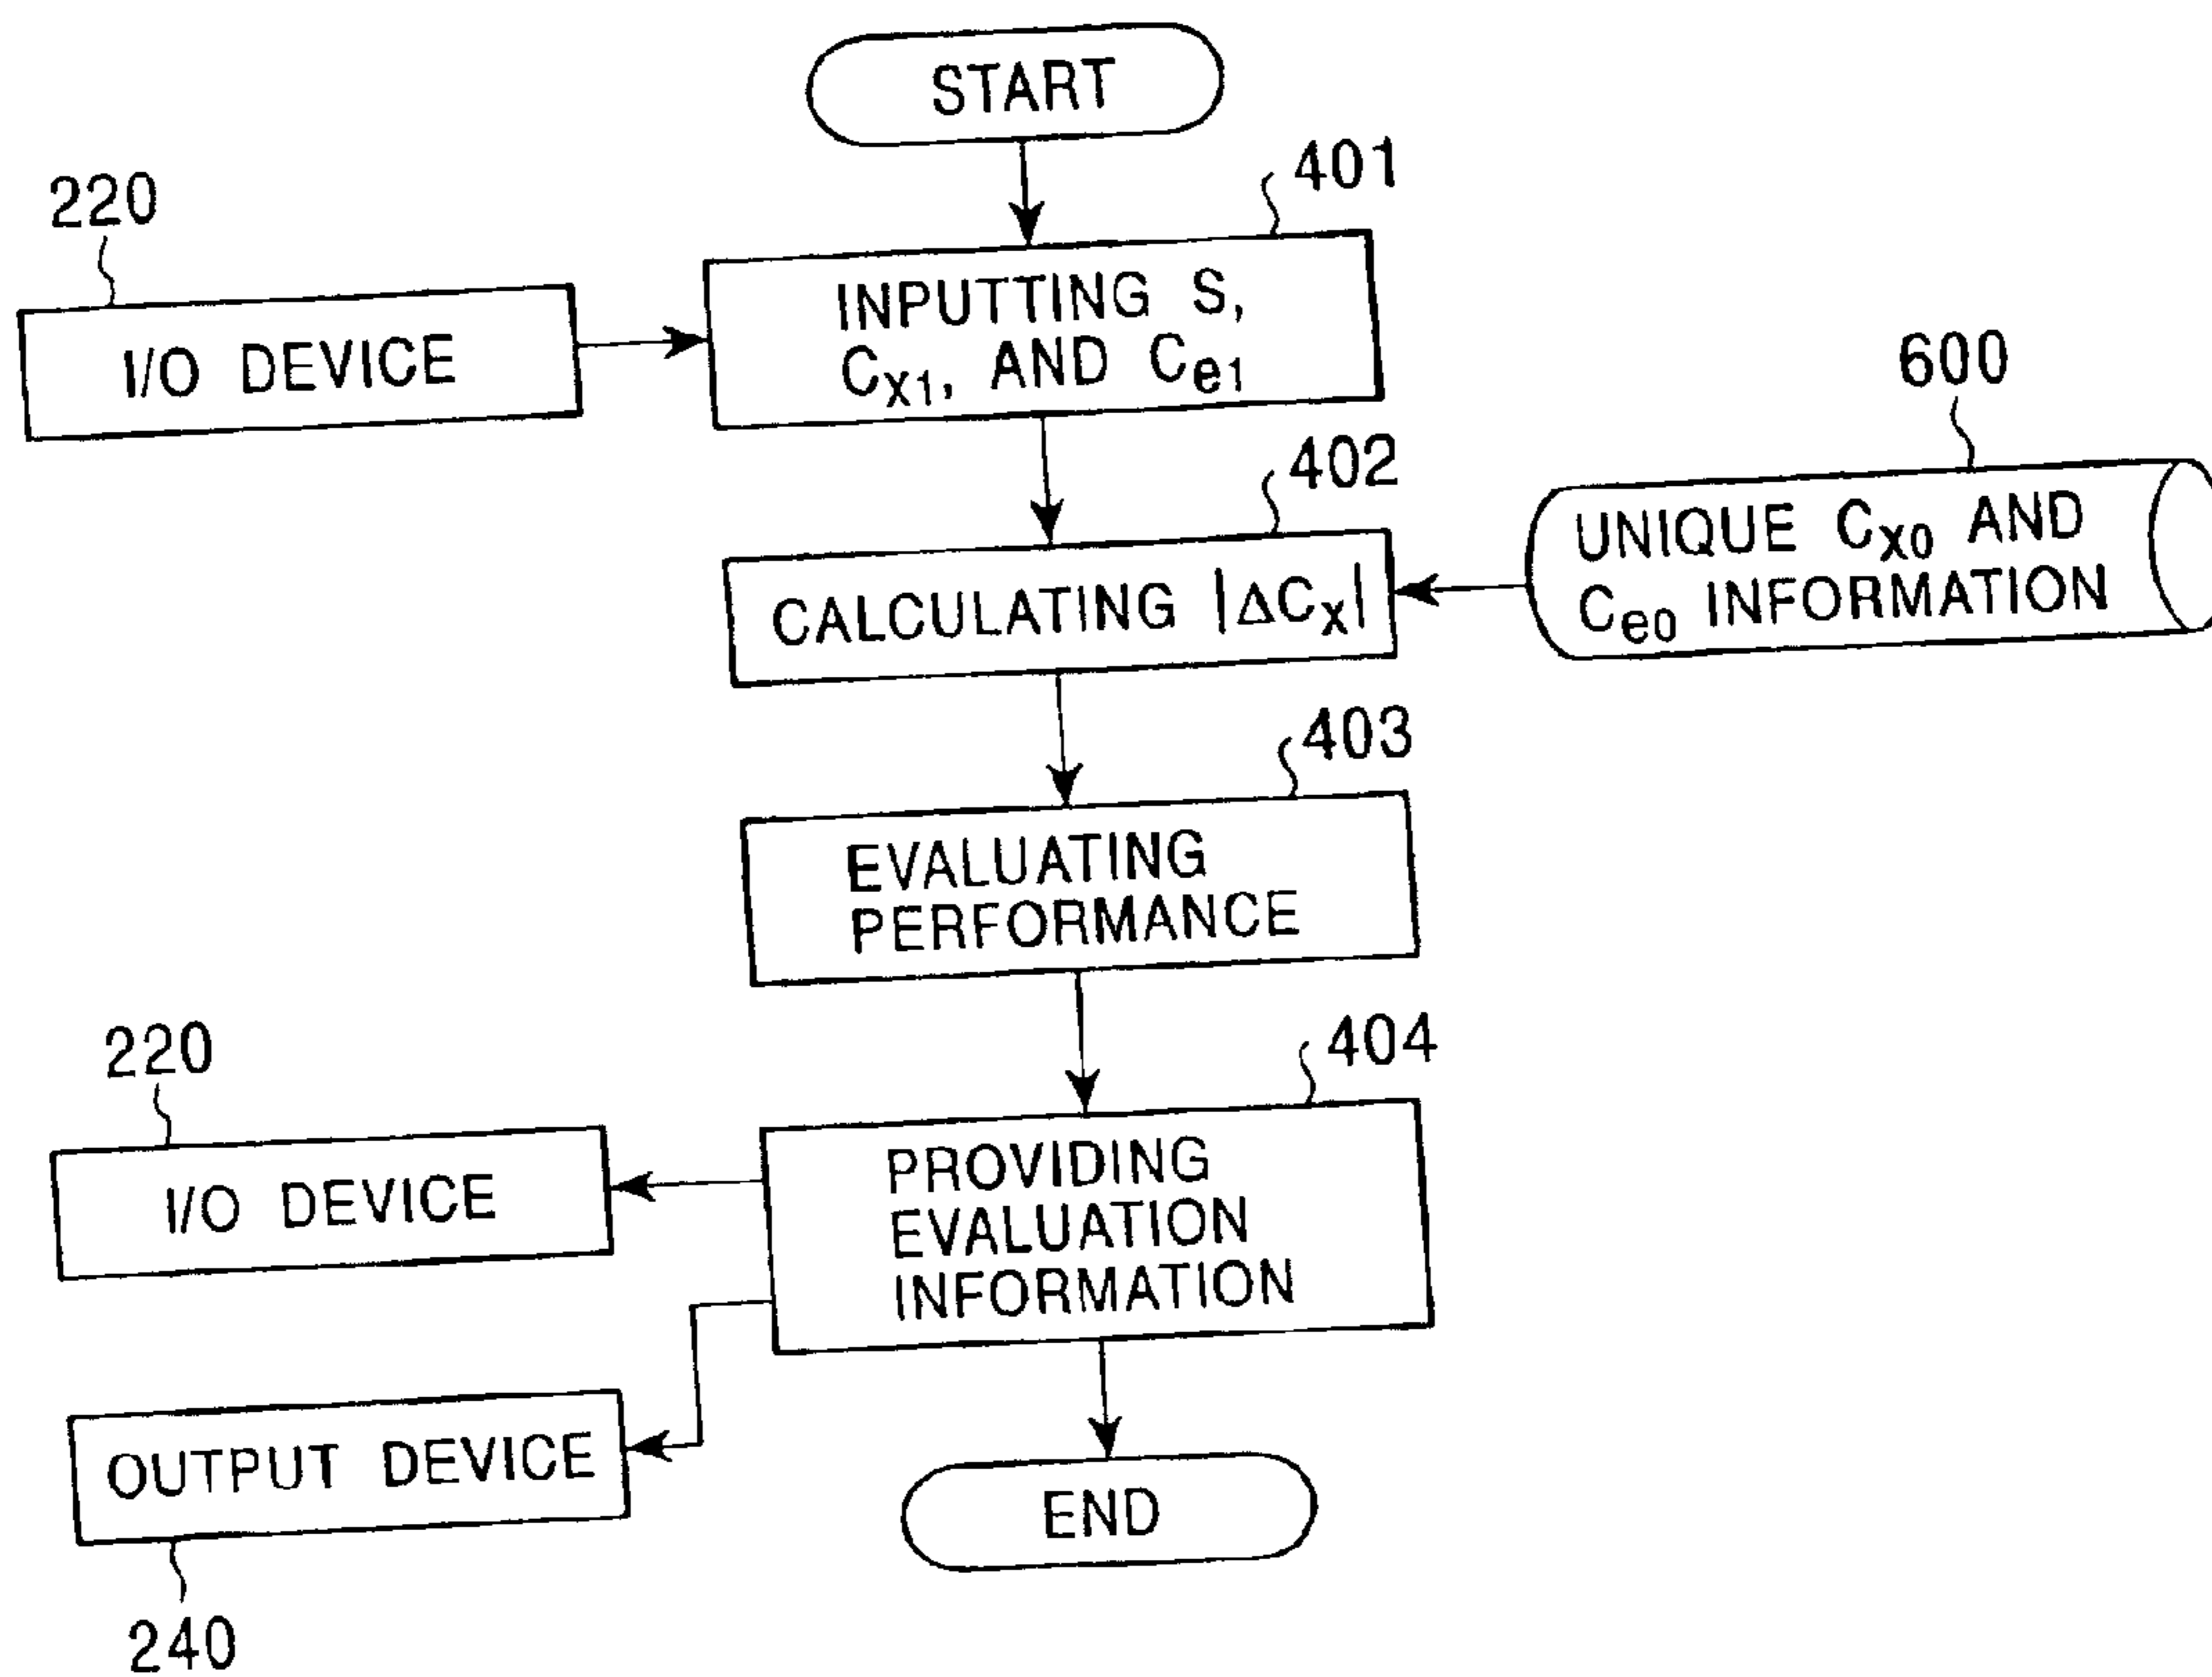 START
401
220
INPUTTING S,
Cx1, AND Ce1
I/O DEVICE
600
402
UNIQUE Cx0 AND
Ce0 INFORMATION
CALCULATING |ΔCx|
403
EVALUATING
PERFORMANCE
404
220
PROVIDING
EVALUATION
INFORMATION
I/O DEVICE
OUTPUT DEVICE
END
240